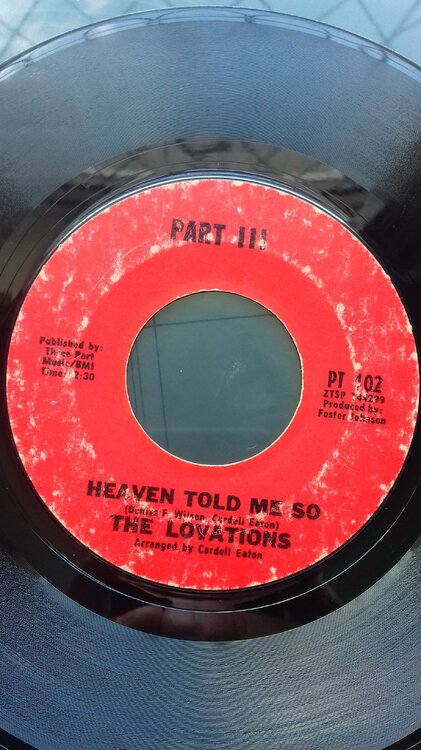 PART III
Published by:
Three Part
Music/BMI
Time: 2:30
PT 102
ZTSP
Produced by:
Foster Johnson
HEAVEN TOLD ME SO
(Denise F. Wilson, Cardell Eaton)
THE LOVATIONS
Arranged by Cardell Eaton